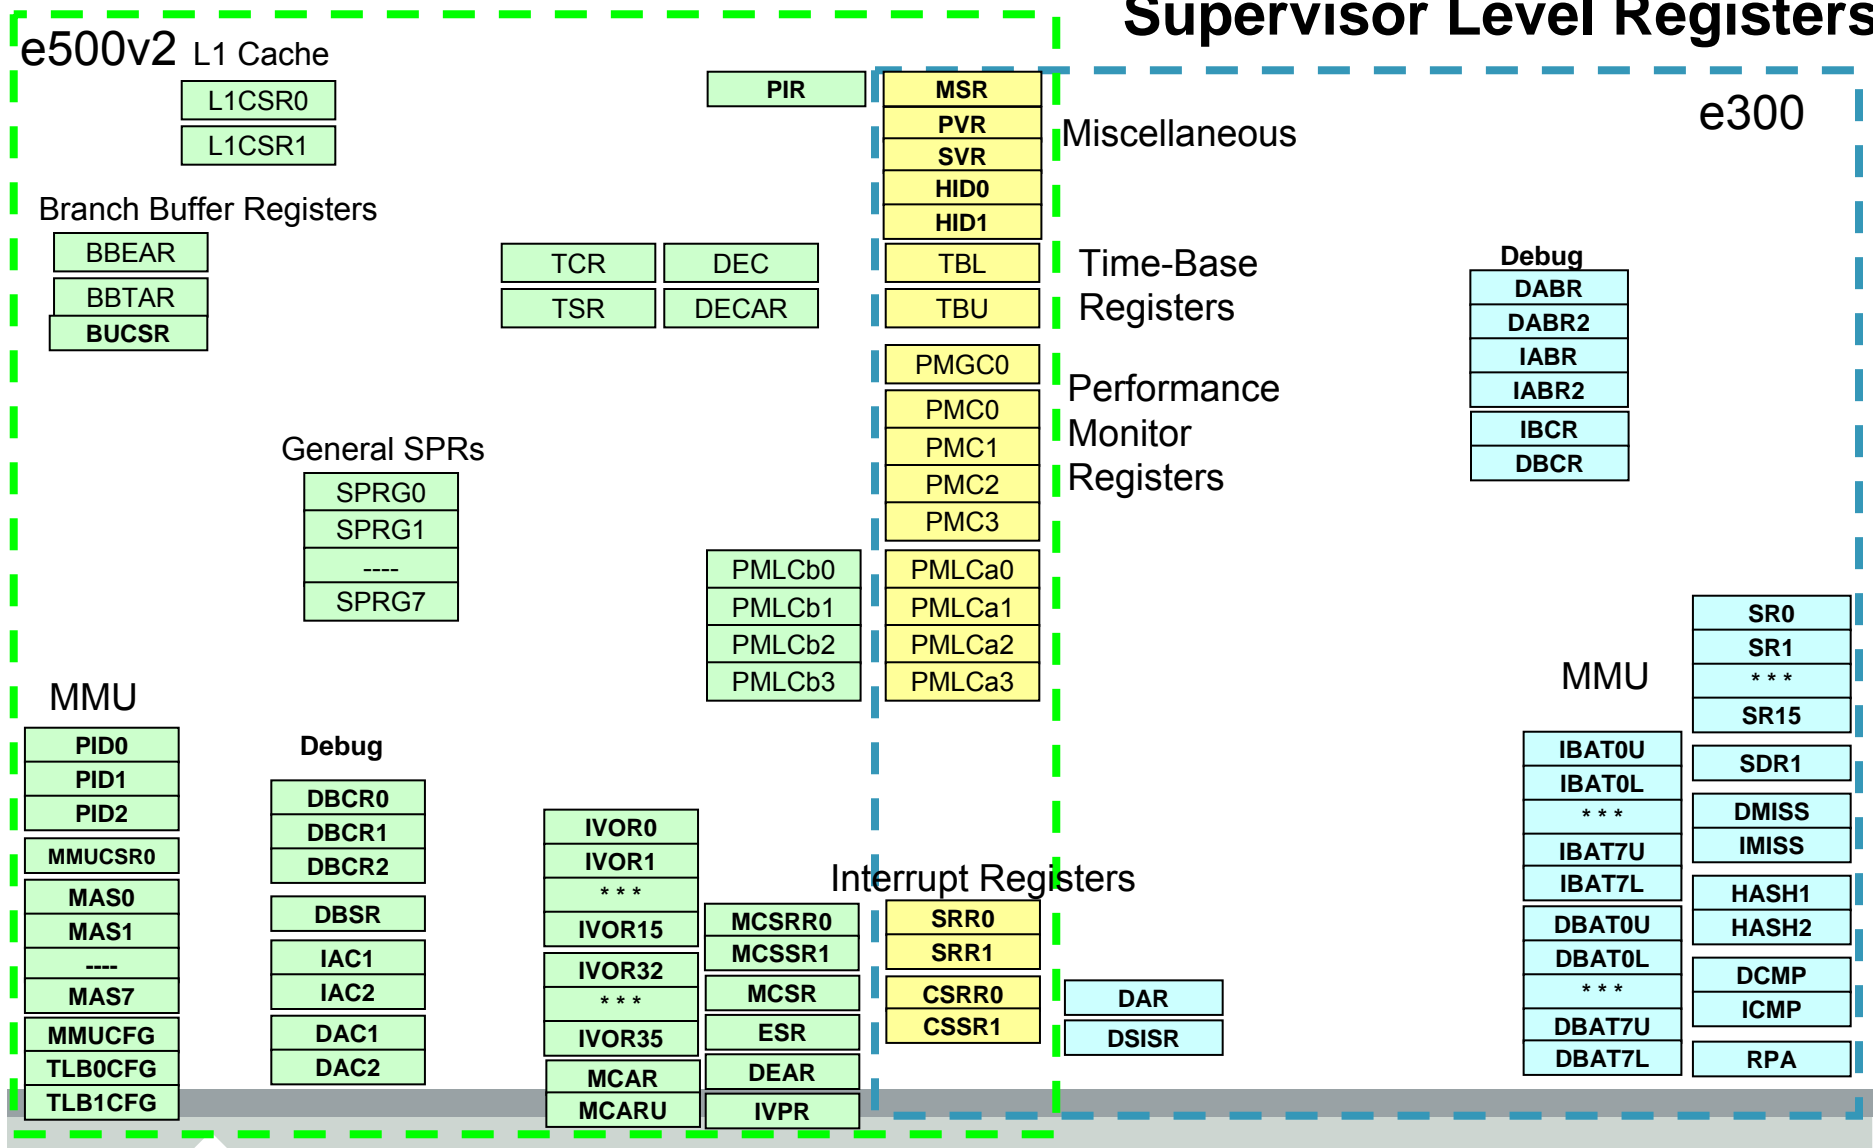 Supervisor Level Registers
e500v2 L1 Cache
L1CSR0
L1CSR1
Branch Buffer Registers
BBEAR
BBTAR
BUCSR
TCR
TSR
DEC
DECAR
General SPRs
SPRG0
SPRG1
----
SPRG7
PIR
MSR
PVR
SVR
HID0
HID1
Miscellaneous
TBL
TBU
Time-Base
Registers
PMGC0
PMC0
PMC1
PMC2
PMC3
Performance
Monitor
Registers
PMLCb0
PMLCb1
PMLCb2
PMLCb3
PMLCa0
PMLCa1
PMLCa2
PMLCa3
MMU
PID0
PID1
PID2
MMUCSR0
MAS0
MAS1
----
MAS7
MMUCFG
TLB0CFG
TLB1CFG
Debug
DBCR0
DBCR1
DBCR2
DBSR
IAC1
IAC2
DAC1
DAC2
IVOR0
IVOR1
* * *
IVOR15
IVOR32
* * *
IVOR35
MCAR
MCARU
Interrupt Registers
MCSRR0
MCSSR1
MCSR
ESR
DEAR
IVPR
SRR0
SRR1
CSRR0
CSSR1
DAR
DSISR
e300
Debug
DABR
DABR2
IABR
IABR2
IBCR
DBCR
MMU
IBAT0U
IBAT0L
* * *
IBAT7U
IBAT7L
DBAT0U
DBAT0L
* * *
DBAT7U
DBAT7L
SR0
SR1
* * *
SR15
SDR1
DMISS
IMISS
HASH1
HASH2
DCMP
ICMP
RPA